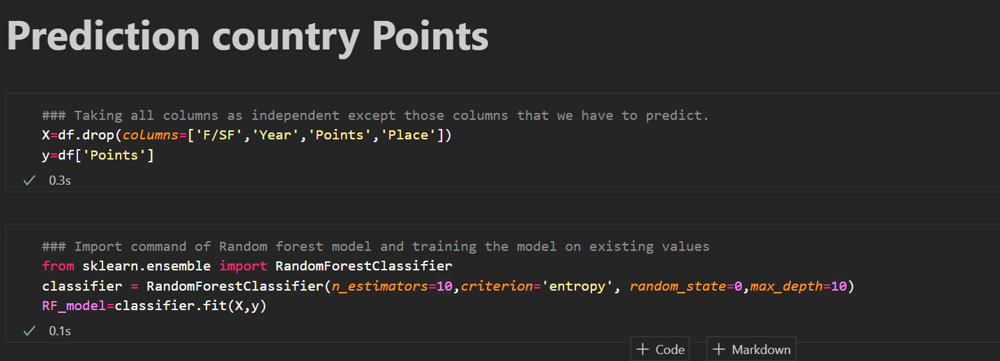 Prediction country Points
### Taking all columns as independent except those columns that we have to predict.
X=df.drop(columns=['F/SF','Year','Points','Place'])
y=df['Points']
0.3s
### Import command of Random forest model and training the model on existing values
from sklearn.ensemble import RandomForestClassifier
classifier = RandomForestClassifier(n_estimators=10,criterion='entropy', random_state=0,max_depth=10)
RF_model=classifier.fit(X,y)
0.1s
+ Code + Markdown